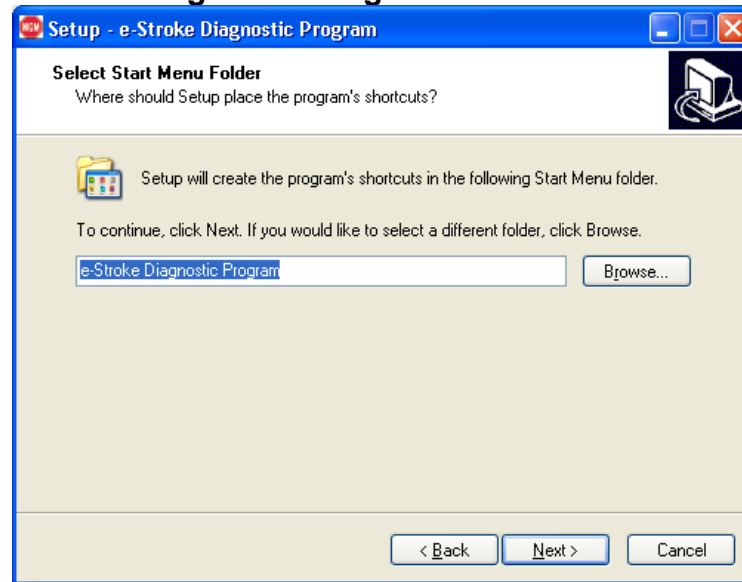 MGM Setup - e-Stroke Diagnostic Program
Select Start Menu Folder
Where should Setup place the program's shortcuts?
Setup will create the program's shortcuts in the following Start Menu folder.
To continue, click Next. If you would like to select a different folder, click Browse.
e-Stroke Diagnostic Program
Browse...
< Back
Next >
Cancel